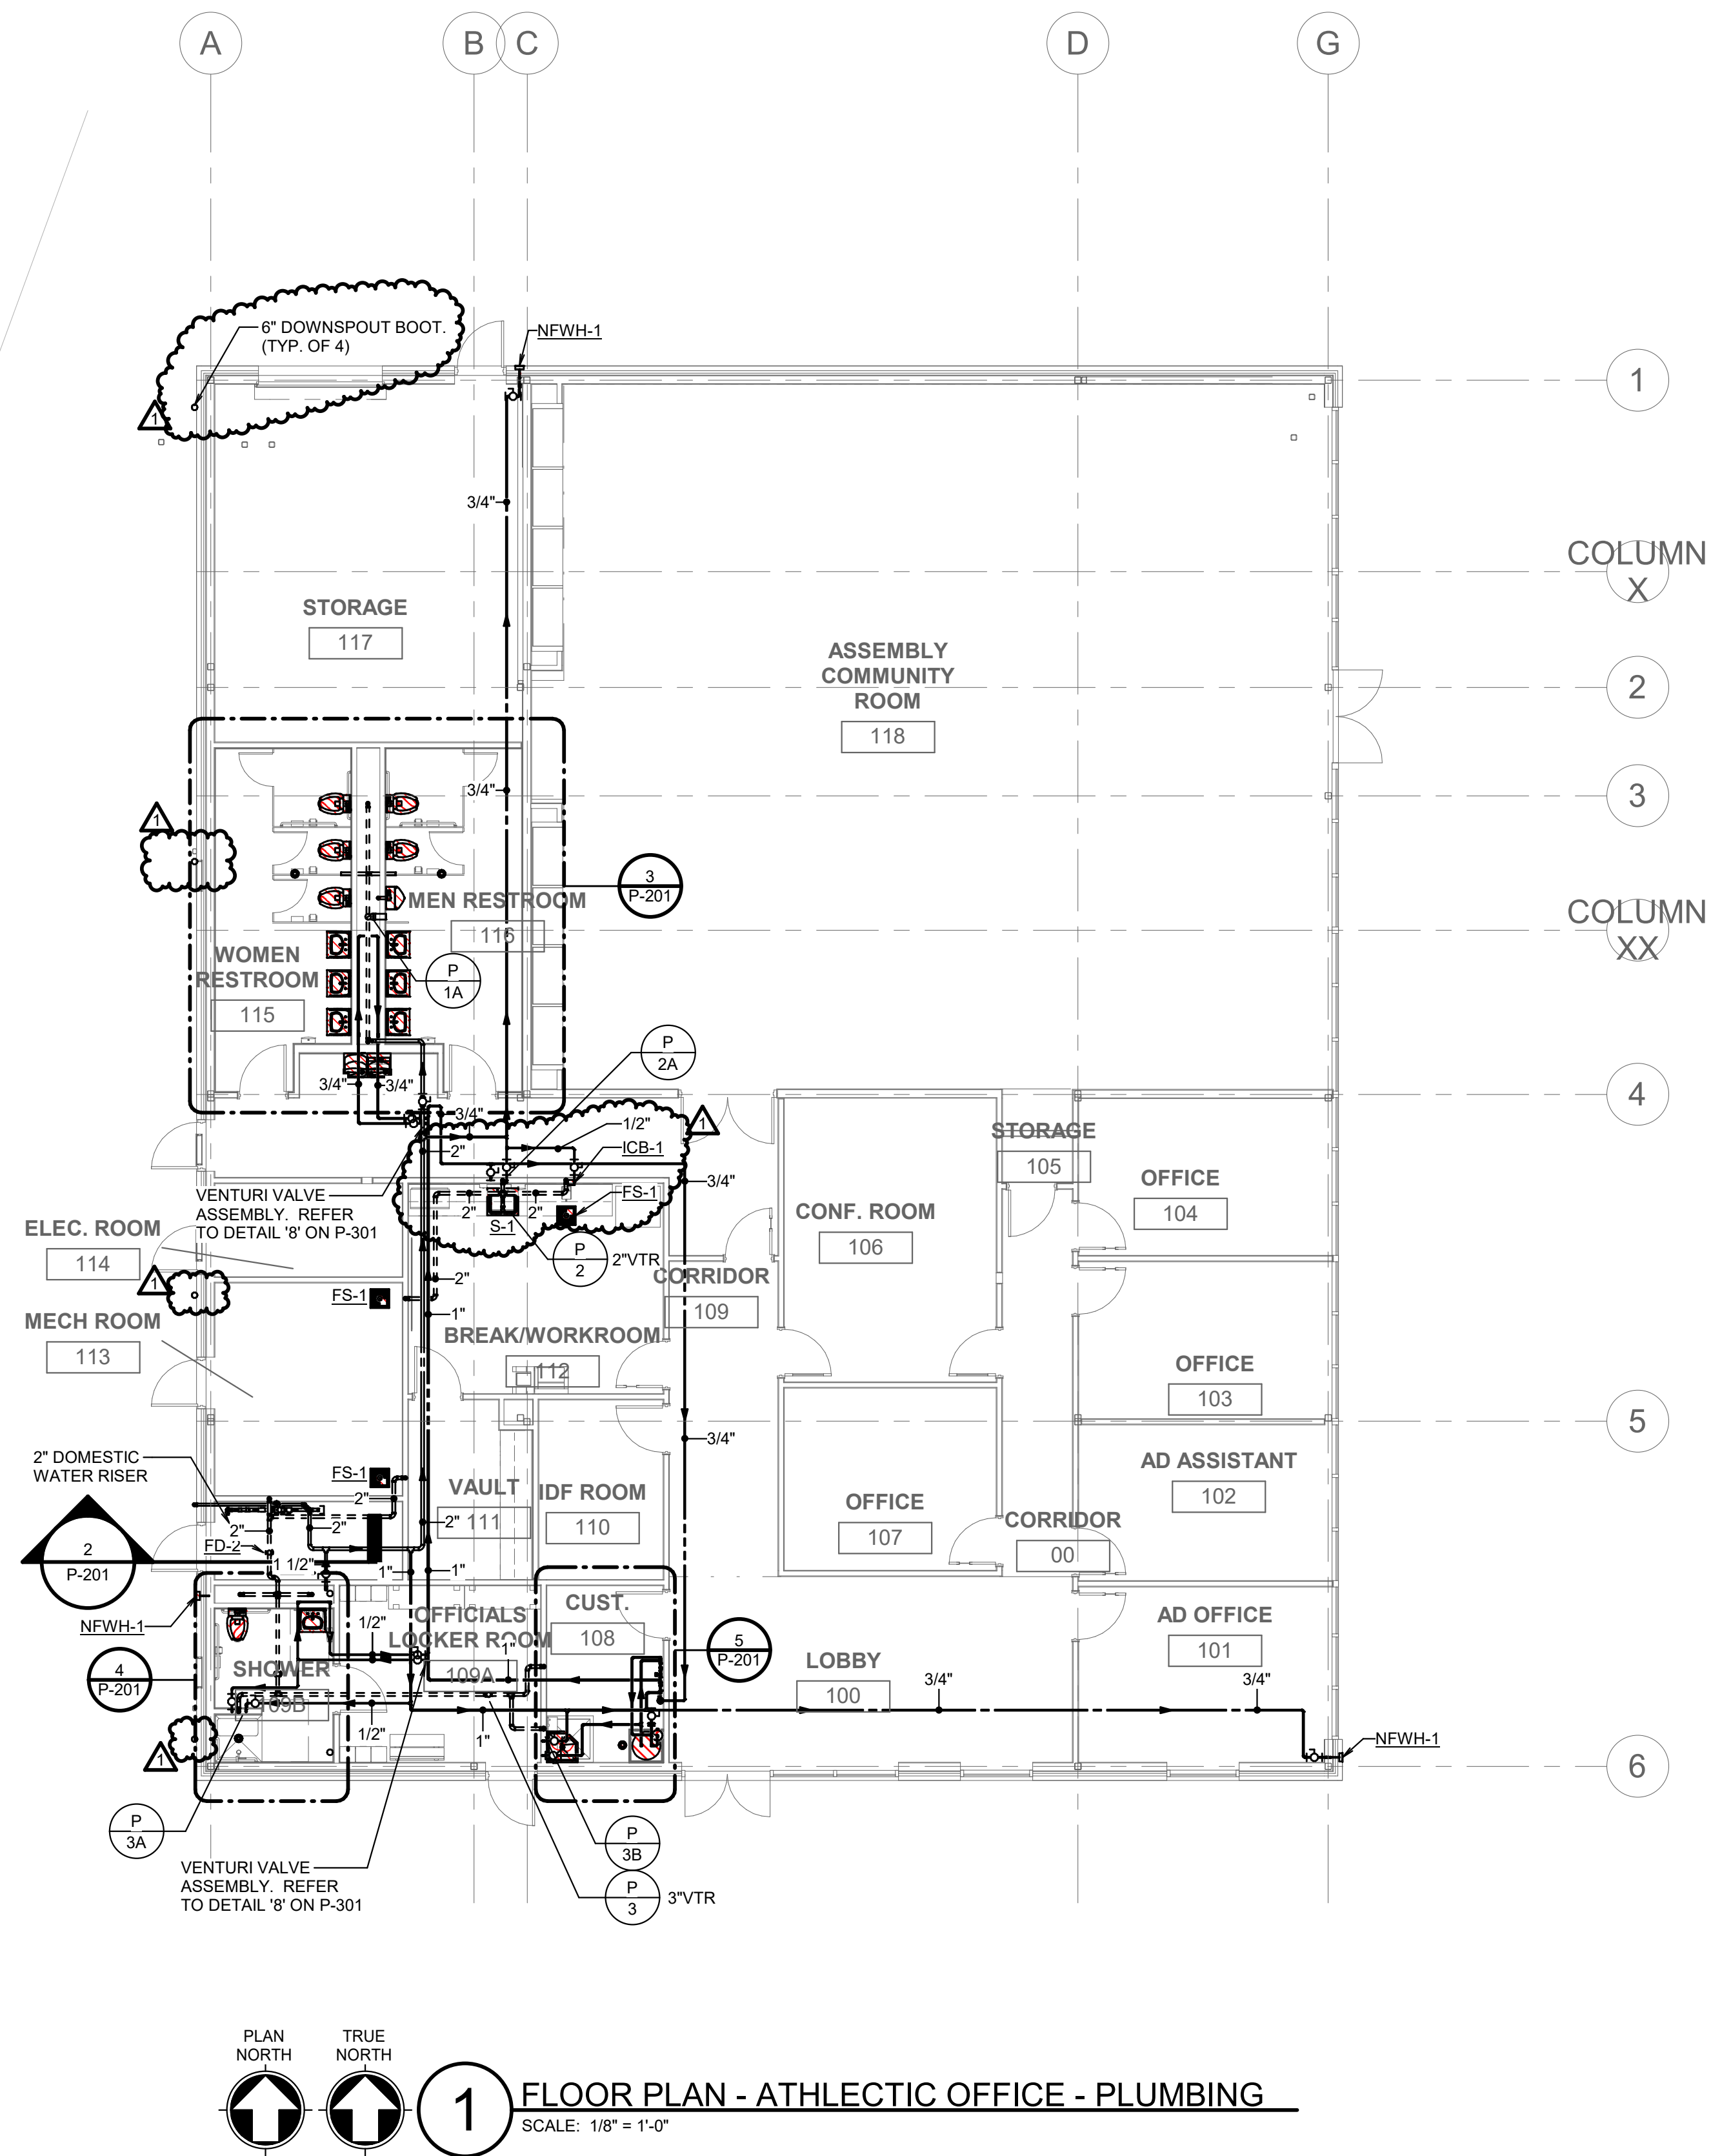 A
B
C
D
G
6" DOWNSPOUT BOOT.
(TYP. OF 4)
NFWH-1
1
1
3/4"
COLUMN
X
STORAGE
117
ASSEMBLY
COMMUNITY
ROOM
118
2
3/4"
3
1
3
P-201
MEN RESTROOM
116
COLUMN
XX
WOMEN
RESTROOM
115
P
1A
P
2A
3/4"
3/4"
4
3/4"
1/2"
1
2"
ICB-1
STORAGE
105
OFFICE
104
3/4"
FS-1
2"
2"
S-1
VENTURI VALVE
ASSEMBLY. REFER
TO DETAIL '8' ON P-301
CONF. ROOM
106
ELEC. ROOM
114
P
2
2"VTR
CORRIDOR
109
1
2"
FS-1
1"
MECH ROOM
113
BREAK/WORKROOM
112
OFFICE
103
5
3/4"
2" DOMESTIC
WATER RISER
FS-1
2"
VAULT
111
IDF ROOM
110
OFFICE
107
AD ASSISTANT
102
2"
2"
2"
CORRIDOR
00
FD-2
2
P-201
1 1/2"
1"
1"
NFWH-1
OFFICIALS
LOCKER ROOM
109A
1/2"
1"
CUST.
108
5
P-201
AD OFFICE
101
4
P-201
SHOWER
109B
LOBBY
100
3/4"
3/4"
1/2"
1"
NFWH-1
1
6
P
3A
P
3B
VENTURI VALVE
ASSEMBLY. REFER
TO DETAIL '8' ON P-301
P
3
3"VTR
PLAN
NORTH
TRUE
NORTH
1
FLOOR PLAN - ATHLECTIC OFFICE - PLUMBING
SCALE: 1/8" = 1'-0"